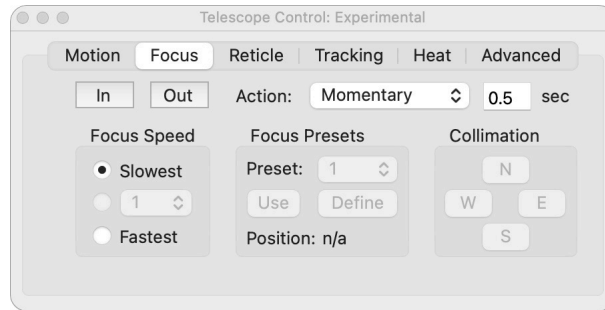 Telescope Control: Experimental
Motion Focus Reticle Tracking Heat Advanced
In Out Action: Momentary 0.5 sec
Focus Speed Focus Presets Collimation
Slowest Preset: 1 N
1 Use Define W E
Fastest Position: n/a S